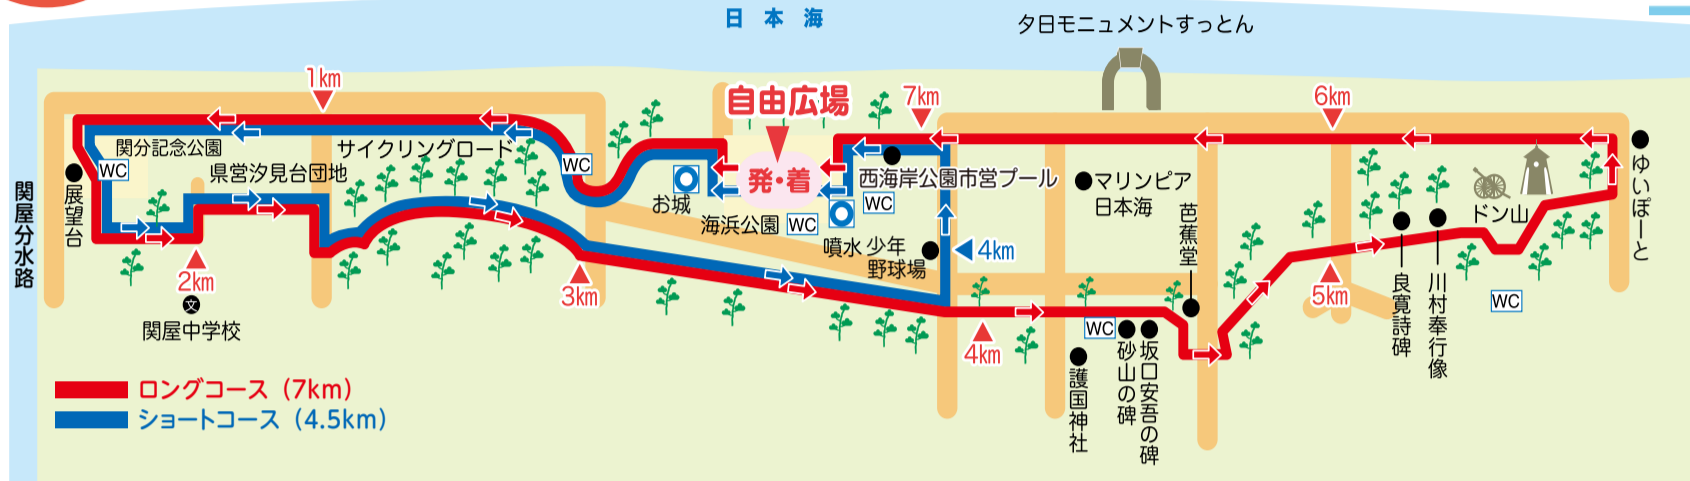 日本海
夕日モニュメントすっとん
1km
自由広場
7km
6km
関分記念公園
サイクリングロード
WC
WC
県営汐見台団地
発・着
西海岸公園市営プール
マリンピア
日本海
ゆいぽーと
展望台
お城
海浜公園
WC
WC
芭蕉堂
ドン山
関屋分水路
噴水
少年
野球場
4km
2km
3km
5km
良寛詩碑
川村奉行像
WC
文
関屋中学校
4km
WC
護国神社
砂山の碑
坂口安吾の碑
ロングコース（7km）
ショートコース（4.5km）